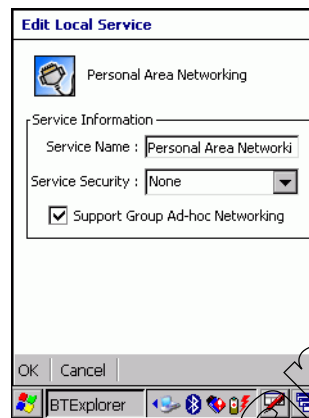 Edit Local Service
Personal Area Networking
Service Information
Service Name : Personal Area Networki
Service Security : None
Support Group Ad-hoc Networking
OK Cancel
BTExplorer